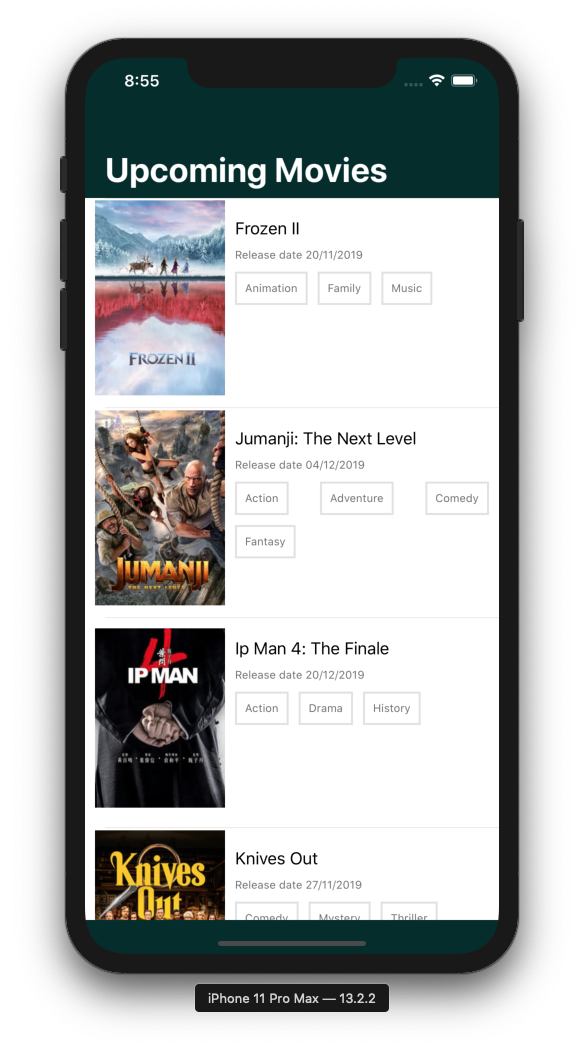 8:55
Upcoming Movies
FROZEN II
Frozen II
Release date 20/11/2019
Animation Family Music
JUMANJI
THE NEXT LEVEL
Jumanji: The Next Level
Release date 04/12/2019
Action Adventure Comedy
Fantasy
4
葉問
IP MAN
Ip Man 4: The Finale
Release date 20/12/2019
Action Drama History
Knives
Out
Knives Out
Release date 27/11/2019
Comedy Mystery Thriller
iPhone 11 Pro Max — 13.2.2